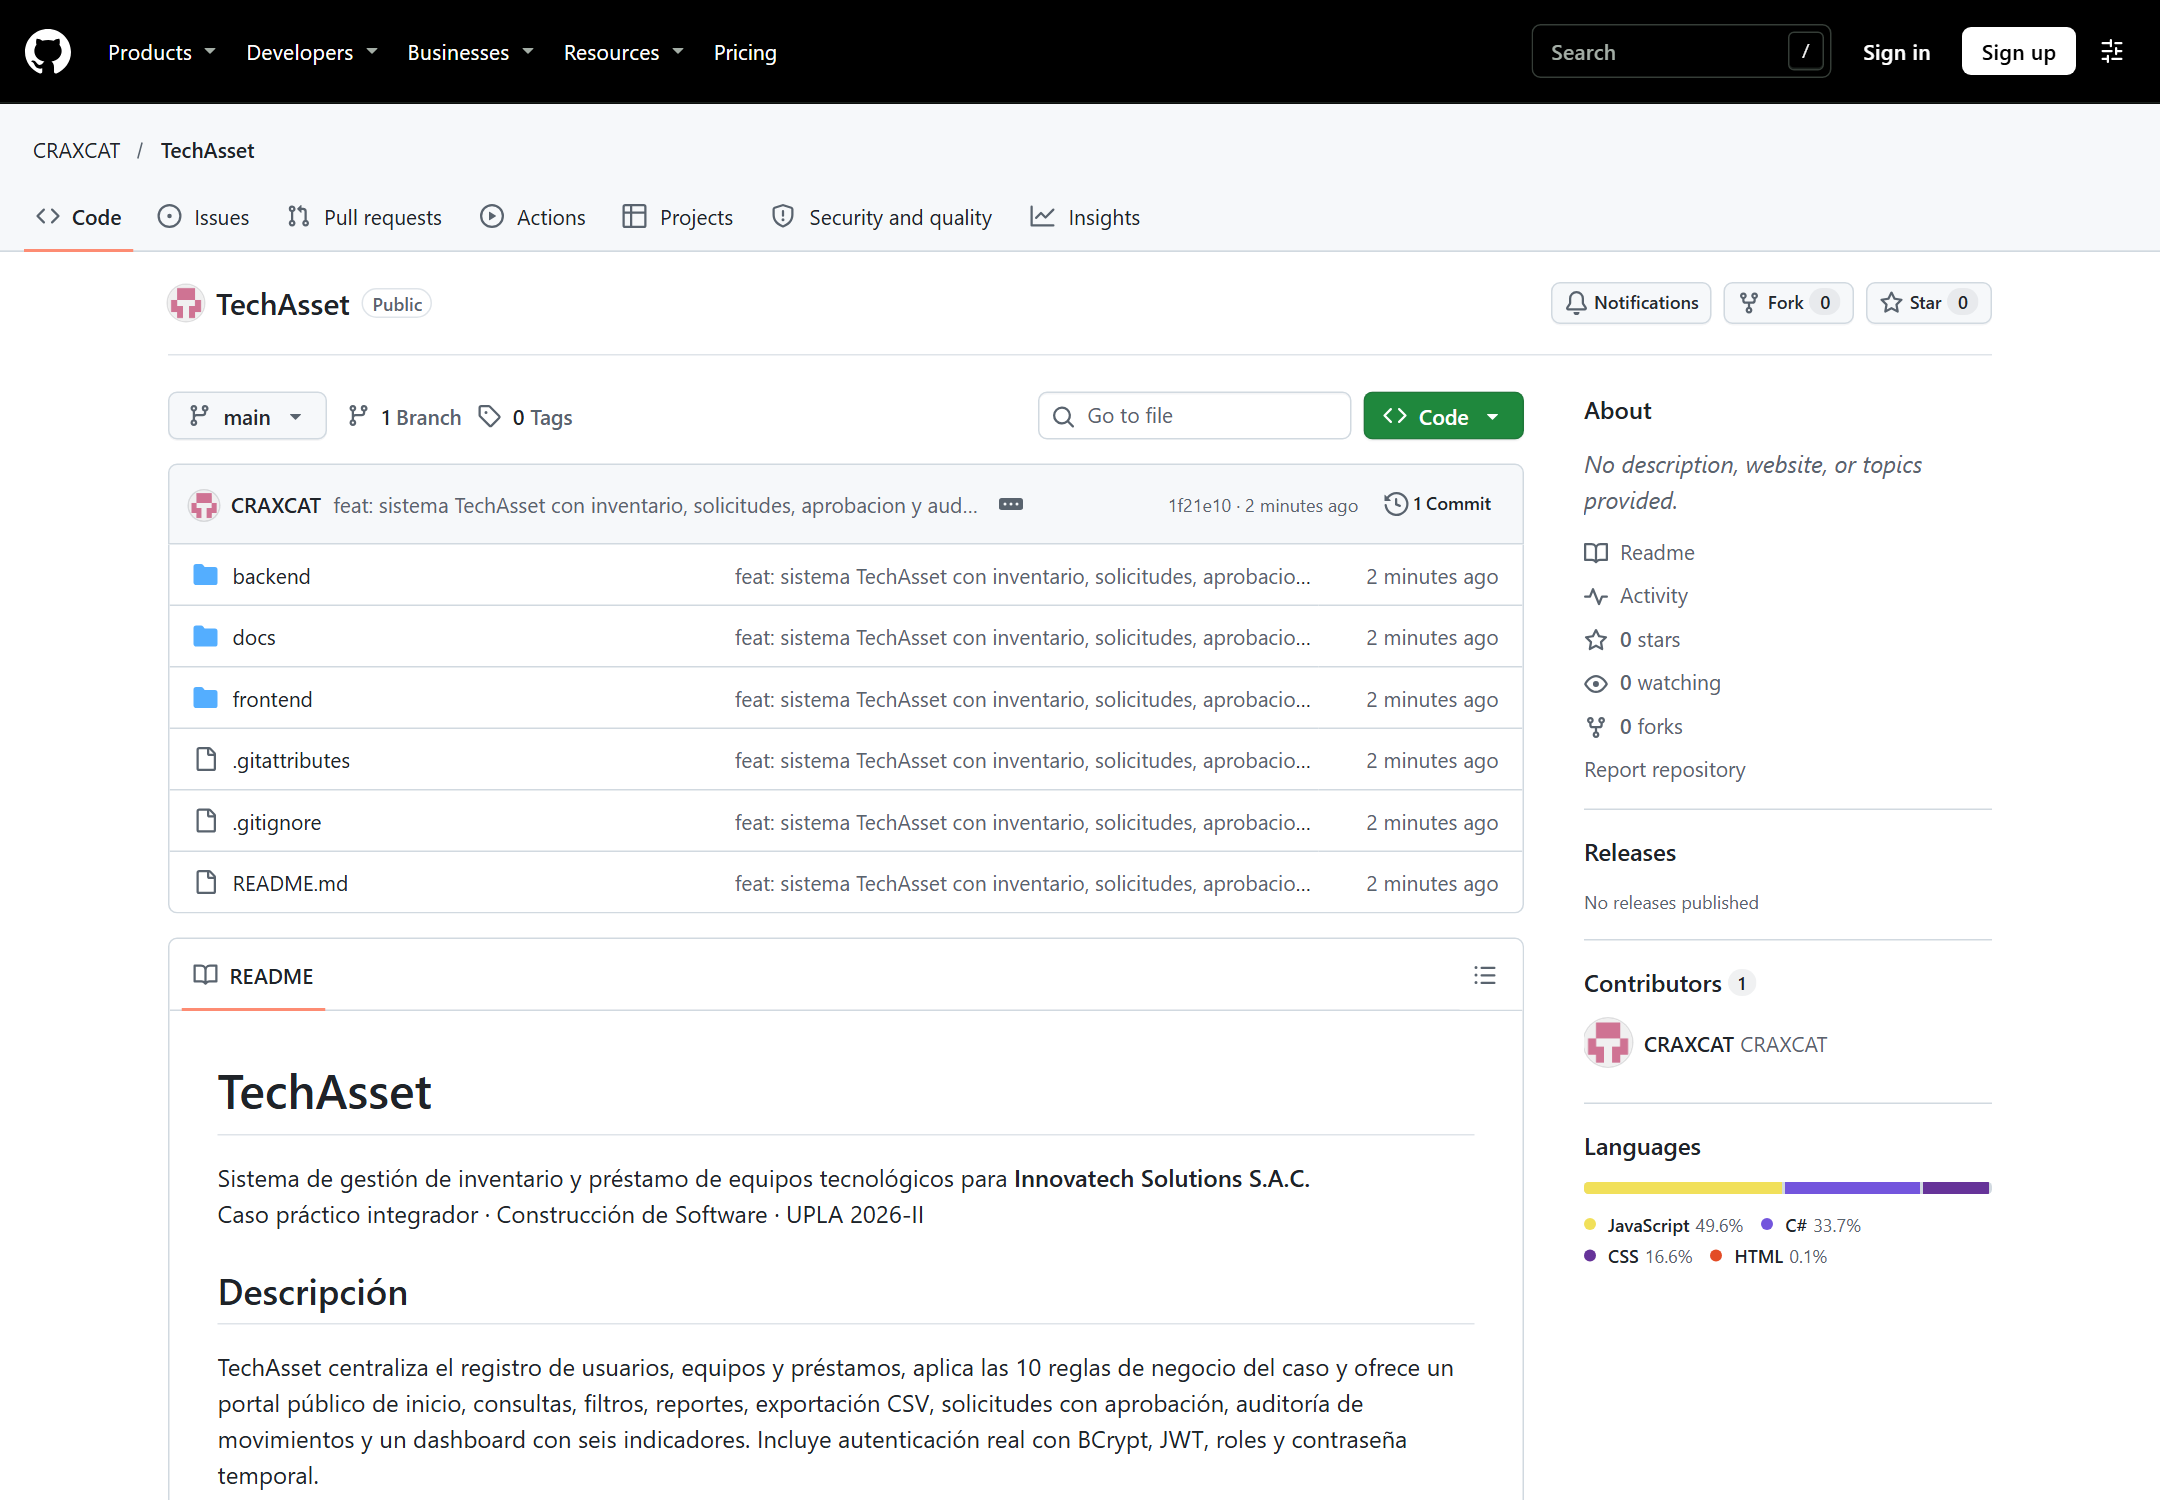 Products Developers Businesses Resources Pricing Search / Sign in Sign up
CRAXCAT / TechAsset
Code Issues Pull requests Actions Projects Security and quality Insights
TechAsset Public Notifications Fork 0 Star 0
main 1 Branch 0 Tags Go to file Code
CRAXCAT feat: sistema TechAsset con inventario, solicitudes, aprobacion y aud... 1f21e10 · 2 minutes ago 1 Commit
backend feat: sistema TechAsset con inventario, solicitudes, aprobacio... 2 minutes ago
docs feat: sistema TechAsset con inventario, solicitudes, aprobacio... 2 minutes ago
frontend feat: sistema TechAsset con inventario, solicitudes, aprobacio... 2 minutes ago
.gitattributes feat: sistema TechAsset con inventario, solicitudes, aprobacio... 2 minutes ago
.gitignore feat: sistema TechAsset con inventario, solicitudes, aprobacio... 2 minutes ago
README.md feat: sistema TechAsset con inventario, solicitudes, aprobacio... 2 minutes ago
README
TechAsset
Sistema de gestión de inventario y préstamo de equipos tecnológicos para Innovatech Solutions S.A.C.
Caso práctico integrador · Construcción de Software · UPLA 2026-II
Descripción
TechAsset centraliza el registro de usuarios, equipos y préstamos, aplica las 10 reglas de negocio del caso y ofrece un
portal público de inicio, consultas, filtros, reportes, exportación CSV, solicitudes con aprobación, auditoría de
movimientos y un dashboard con seis indicadores. Incluye autenticación real con BCrypt, JWT, roles y contraseña
temporal.
About
No description, website, or topics
provided.
Readme
Activity
0 stars
0 watching
0 forks
Report repository
Releases
No releases published
Contributors 1
CRAXCAT CRAXCAT
Languages
JavaScript 49.6% C# 33.7%
CSS 16.6% HTML 0.1%